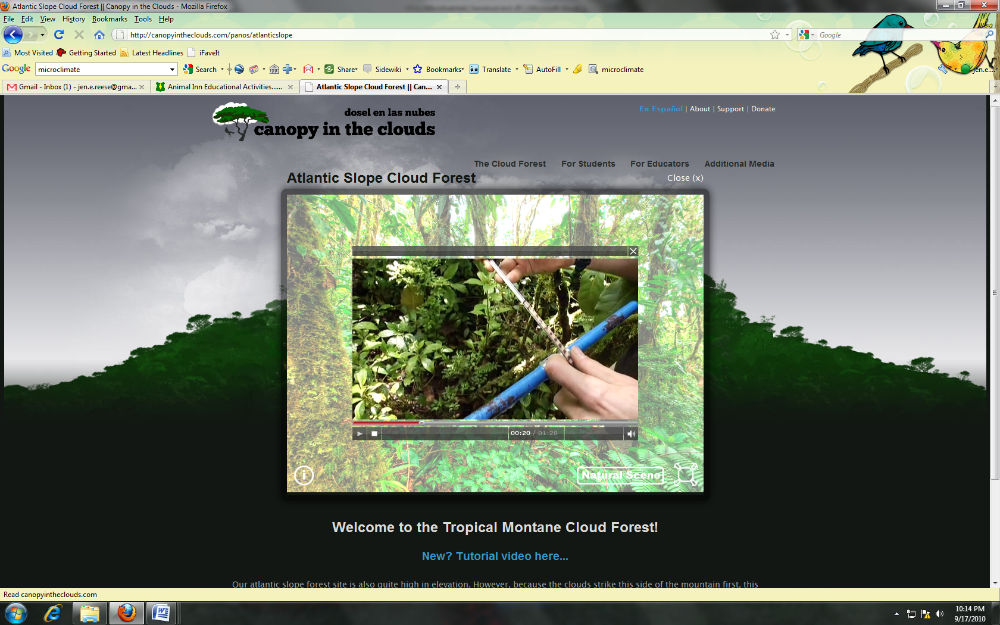 Atlantic Slope Cloud Forest || Canopy in the Clouds - Mozilla Firefox
File Edit View History Bookmarks Tools Help
http://canopyintheclouds.com/panos/atlanticslope
Google
Most Visited Getting Started Latest Headlines iFaveIt
Google microclimate Search Share Sidewiki Bookmarks Translate AutoFill microclimate jen.e....
Gmail - Inbox (1) - jen.e.reese@gma... Animal Inn Educational Activities...... Atlantic Slope Cloud Forest || Can...
En Español | About | Support | Donate
dosel en las nubes
canopy in the clouds
The Cloud Forest For Students For Educators Additional Media
Atlantic Slope Cloud Forest Close (x)
00:20 / 01:28
i Natural Scene
Welcome to the Tropical Montane Cloud Forest!
New? Tutorial video here...
Our atlantic slope forest site is also quite high in elevation. However, because the clouds strike this side of the mountain first, this
Read canopyintheclouds.com
10:14 PM
9/17/2010